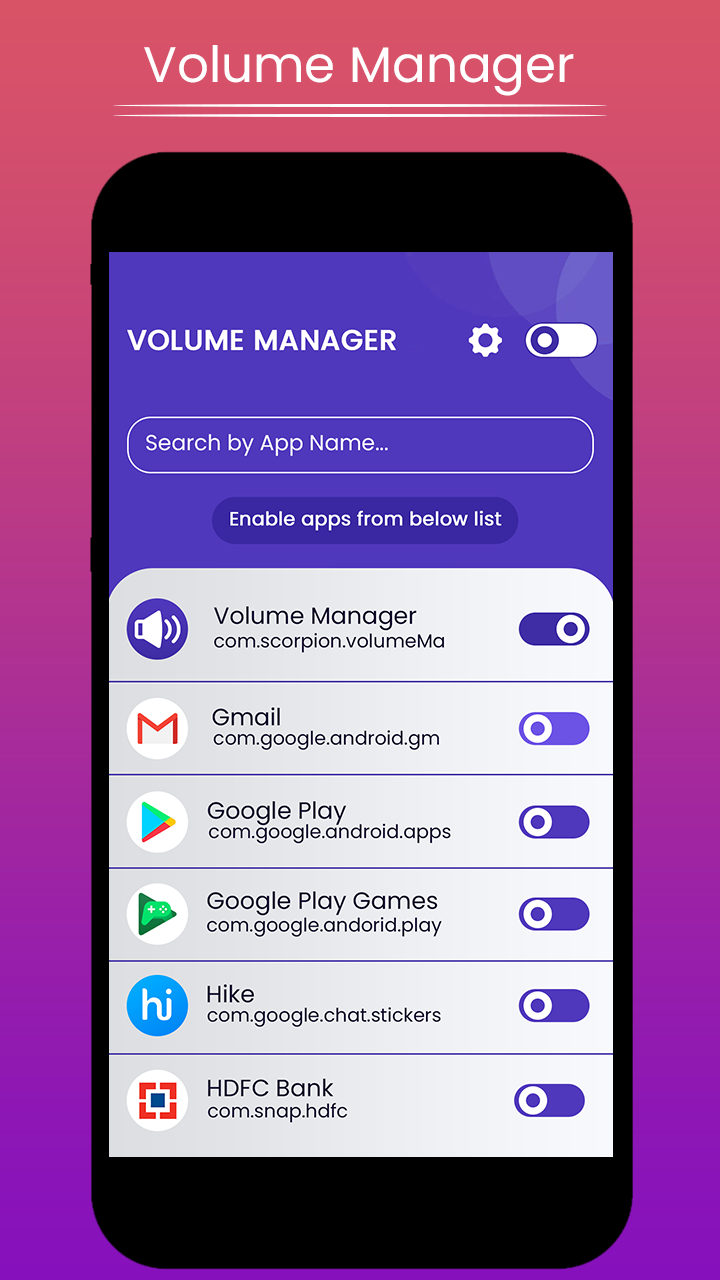 Volume Manager
VOLUME MANAGER
Search by App Name...
Enable apps from below list
Volume Manager
com.scorpion.volumeMa
Gmail
com.google.android.gm
Google Play
com.google.android.apps
Google Play Games
com.google.andorid.play
hi
Hike
com.google.chat.stickers
HDFC Bank
com.snap.hdfc